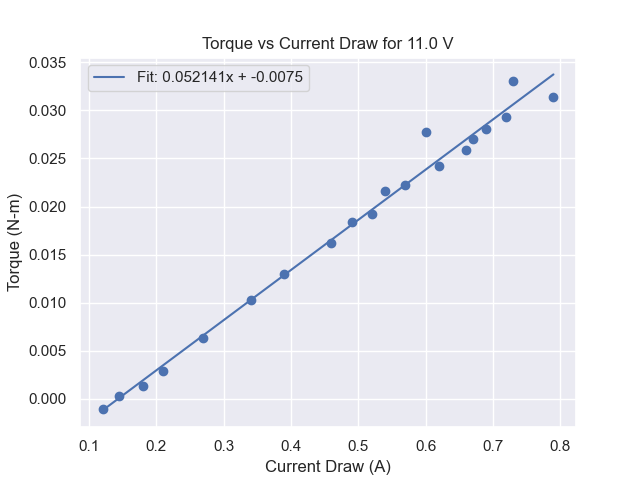 Torque vs Current Draw for 11.0 V
Fit: 0.052141x + -0.0075
0.035
0.030
0.025
0.020
0.015
0.010
0.005
0.000
Torque (N-m)
0.1 0.2 0.3 0.4 0.5 0.6 0.7 0.8
Current Draw (A)